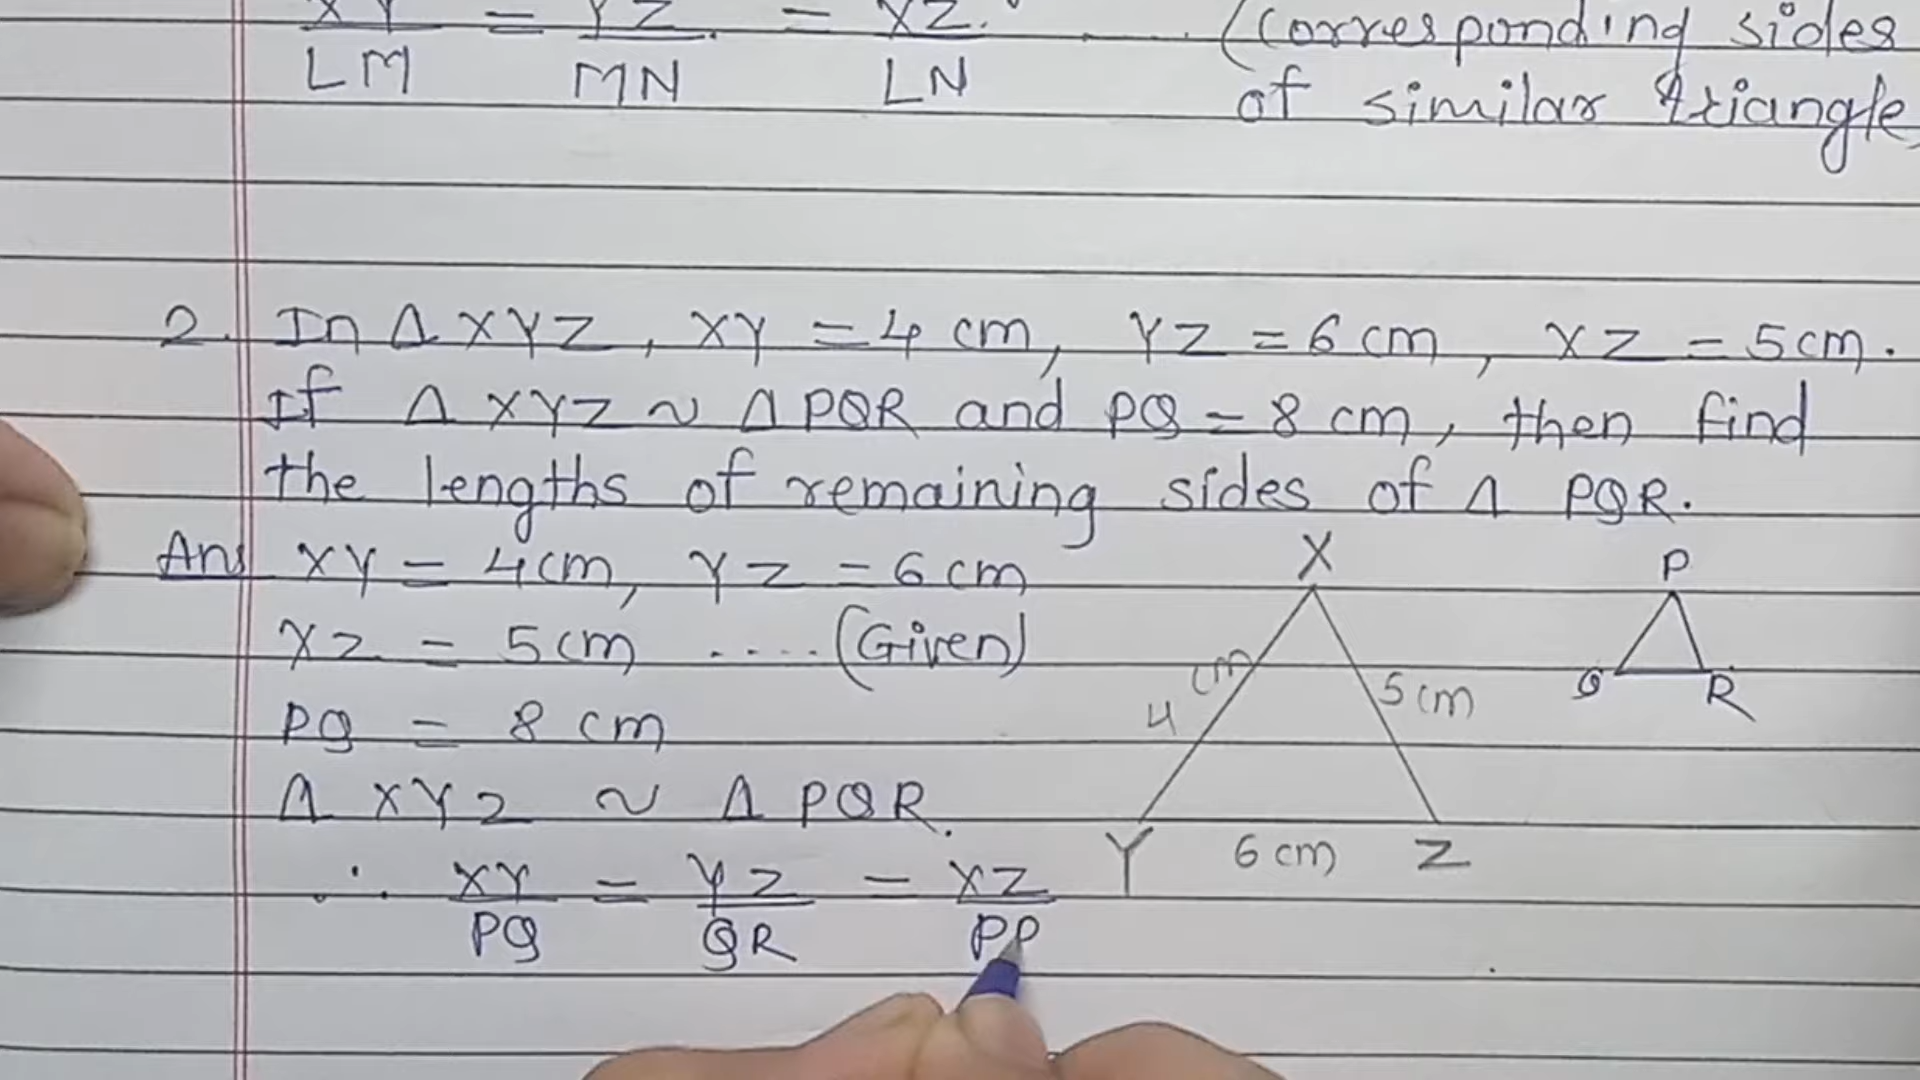 XY/LM = YZ/MN = XZ/LN ...... (Corresponding sides
of similar triangle
2. In Δ XYZ, XY = 4 cm, YZ = 6 cm, XZ = 5 cm.
If Δ XYZ ~ Δ PQR and PQ = 8 cm, then find
the lengths of remaining sides of Δ PQR.
Ans XY = 4 cm, YZ = 6 cm
XZ = 5 cm .... (Given)
PQ = 8 cm
Δ XYZ ~ Δ PQR.
∴ XY/PQ = YZ/QR = XZ/PR
X
4 cm
5 cm
Y 6 cm Z
P
Q R